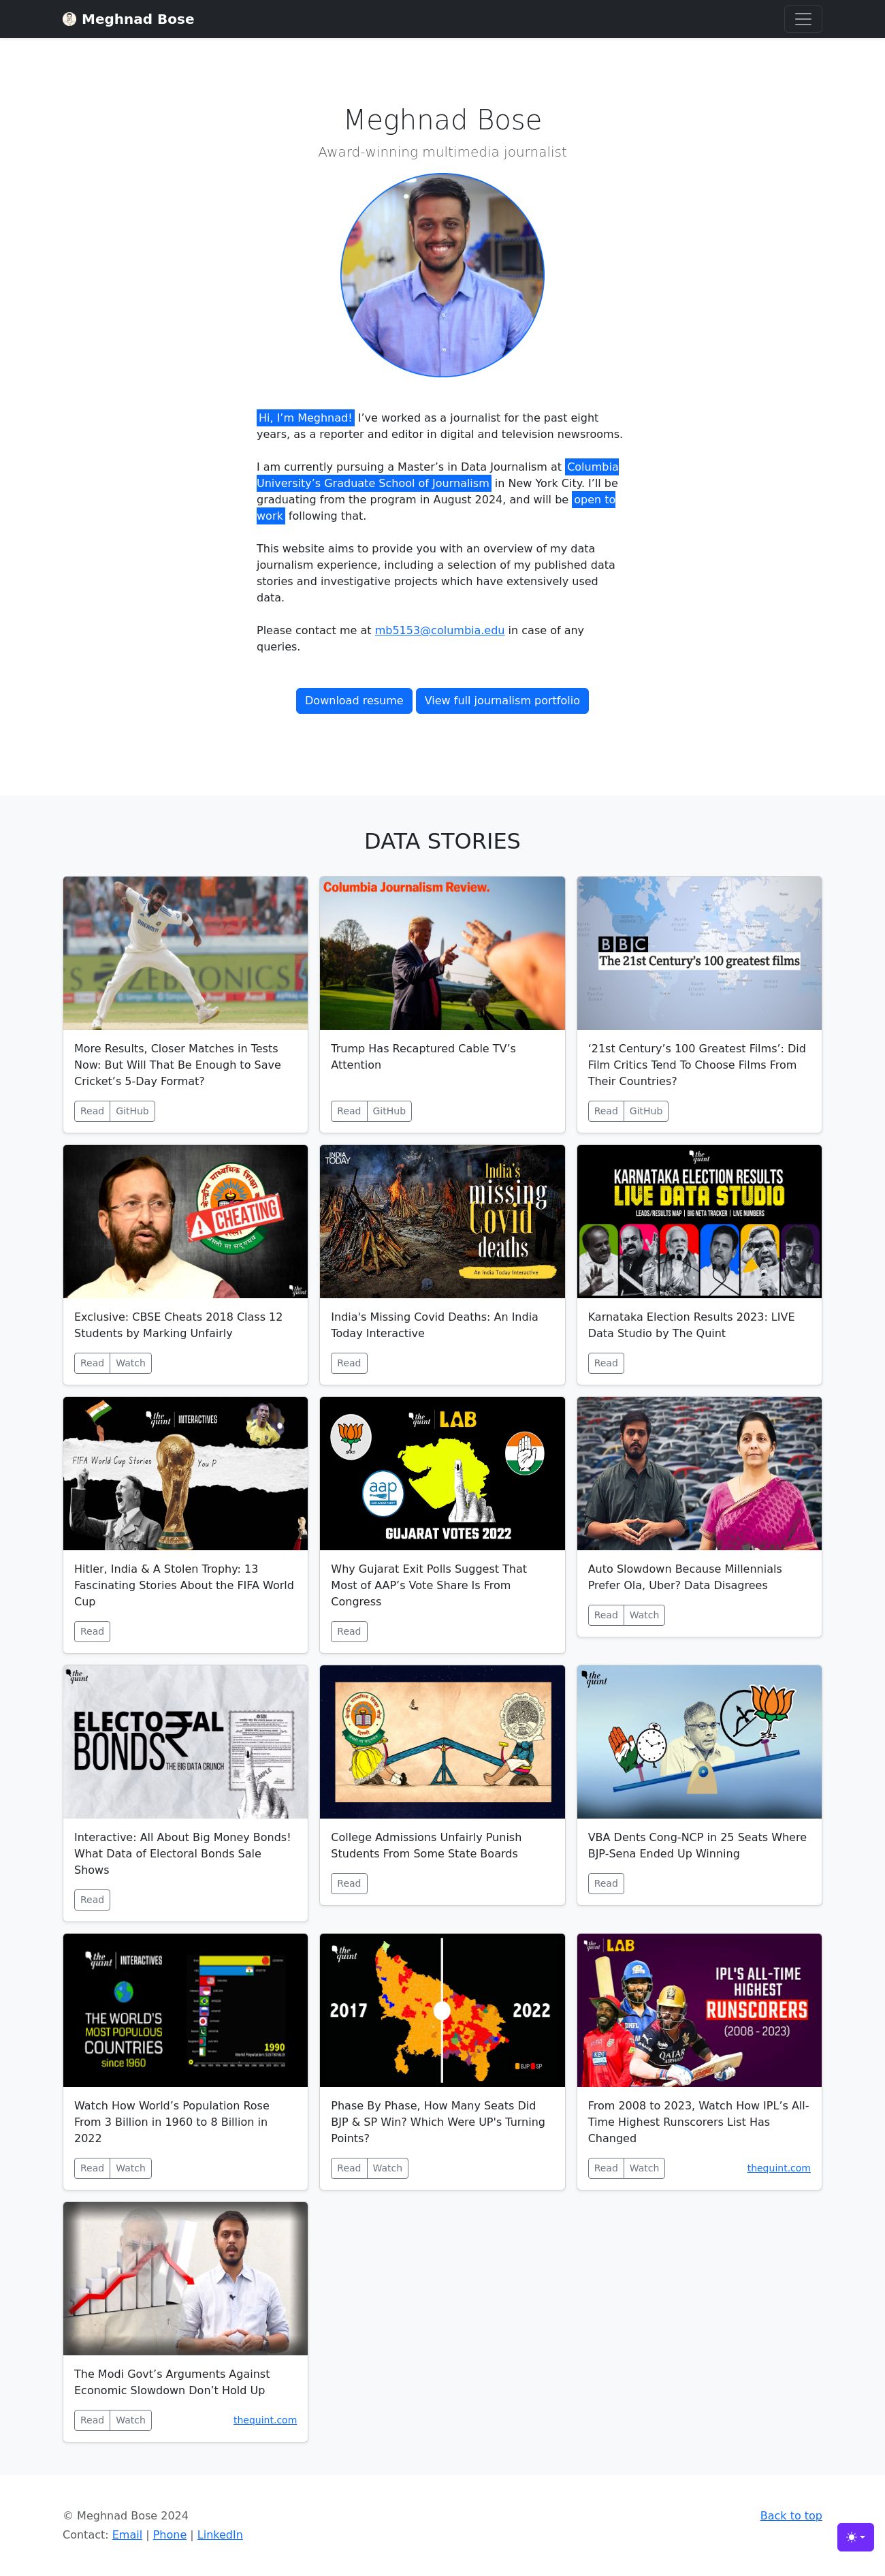 Meghnad Bose
Meghnad Bose
Award-winning multimedia journalist
Hi, I’m Meghnad! I’ve worked as a journalist for the past eight
years, as a reporter and editor in digital and television newsrooms.
I am currently pursuing a Master’s in Data Journalism at Columbia
University’s Graduate School of Journalism in New York City. I’ll be
graduating from the program in August 2024, and will be open to
work following that.
This website aims to provide you with an overview of my data
journalism experience, including a selection of my published data
stories and investigative projects which have extensively used
data.
Please contact me at mb5153@columbia.edu in case of any
queries.
Download resume View full journalism portfolio
DATA STORIES
Columbia Journalism Review.
BBC
The 21st Century's 100 greatest films
More Results, Closer Matches in Tests
Now: But Will That Be Enough to Save
Cricket’s 5-Day Format?
Read GitHub
Trump Has Recaptured Cable TV’s
Attention
Read GitHub
‘21st Century’s 100 Greatest Films’: Did
Film Critics Tend To Choose Films From
Their Countries?
Read GitHub
CHEATING
the quint
INDIA TODAY
India's
missing
Covid
deaths
An India Today Interactive
the quint
KARNATAKA ELECTION RESULTS
LIVE DATA STUDIO
LEADS/RESULTS MAP | BIG NETA TRACKER | LIVE NUMBERS
Exclusive: CBSE Cheats 2018 Class 12
Students by Marking Unfairly
Read Watch
India's Missing Covid Deaths: An India
Today Interactive
Read
Karnataka Election Results 2023: LIVE
Data Studio by The Quint
Read
the quint INTERACTIVES
FIFA World Cup Stories
the quint LAB
aap
GUJARAT VOTES 2022
Hitler, India & A Stolen Trophy: 13
Fascinating Stories About the FIFA World
Cup
Read
Why Gujarat Exit Polls Suggest That
Most of AAP’s Vote Share Is From
Congress
Read
Auto Slowdown Because Millennials
Prefer Ola, Uber? Data Disagrees
Read Watch
the quint
ELECTORAL
BONDS
THE BIG DATA CRUNCH
SAMPLE
the quint
Interactive: All About Big Money Bonds!
What Data of Electoral Bonds Sale
Shows
Read
College Admissions Unfairly Punish
Students From Some State Boards
Read
VBA Dents Cong-NCP in 25 Seats Where
BJP-Sena Ended Up Winning
Read
the quint INTERACTIVES
THE WORLD'S
MOST POPULOUS
COUNTRIES
since 1960
1990
the quint
2017
2022
BJP SP
the quint LAB
IPL'S ALL-TIME
HIGHEST
RUNSCORERS
(2008 - 2023)
QATAR
Watch How World’s Population Rose
From 3 Billion in 1960 to 8 Billion in
2022
Read Watch
Phase By Phase, How Many Seats Did
BJP & SP Win? Which Were UP's Turning
Points?
Read Watch
From 2008 to 2023, Watch How IPL’s All-
Time Highest Runscorers List Has
Changed
Read Watch thequint.com
The Modi Govt’s Arguments Against
Economic Slowdown Don’t Hold Up
Read Watch thequint.com
© Meghnad Bose 2024
Back to top
Contact: Email | Phone | LinkedIn